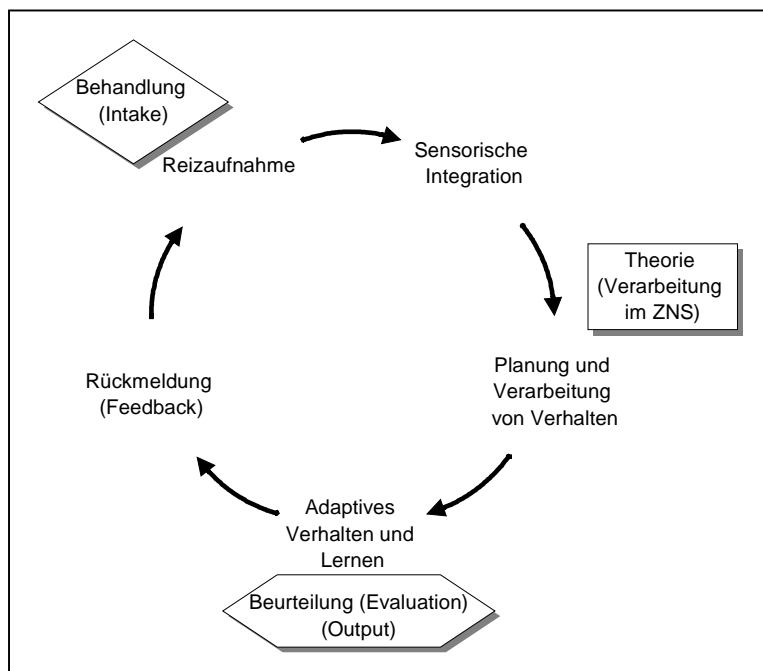 Behandlung
(Intake)
Reizaufnahme
Sensorische
Integration
Theorie
(Verarbeitung
im ZNS)
Planung und
Verarbeitung
von Verhalten
Adaptives
Verhalten und
Lernen
Beurteilung (Evaluation)
(Output)
Rückmeldung
(Feedback)